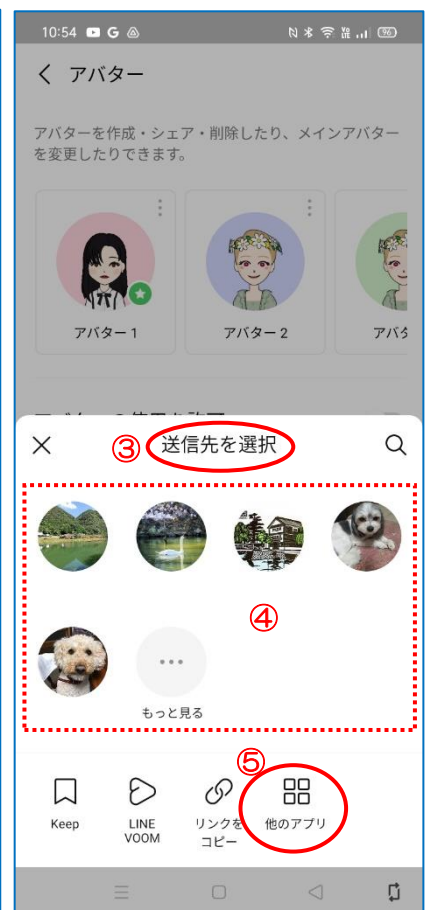 10:54
アバター
アバターを作成・シェア・削除したり、メインアバター
を変更したりできます。
アバター 1
アバター 2
アバタ
③ 送信先を選択
④
もっと見る
⑤
Keep
LINE
VOOM
リンクを
コピー
他のアプリ